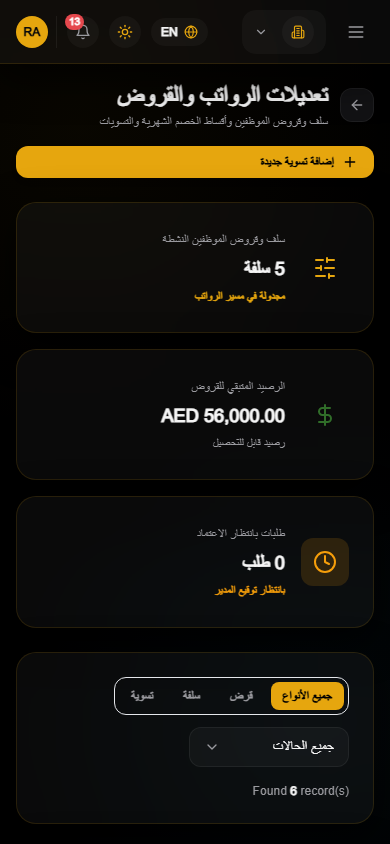 RA
13
EN
تعديلات الرواتب والقروض
سلف وقروض الموظفين وأقساط الخصم الشهرية والتسويات
إضافة تسوية جديدة
سلف وقروض الموظفين النشطة
5 سلفة
مجدولة في مسير الرواتب
الرصيد المتبقي للقروض
AED 56,000.00
رصيد قابل للتحصيل
طلبات بانتظار الاعتماد
0 طلب
بانتظار توقيع المدير
جميع الأنواع قرض سلفة تسوية
جميع الحالات
Found 6 record(s)